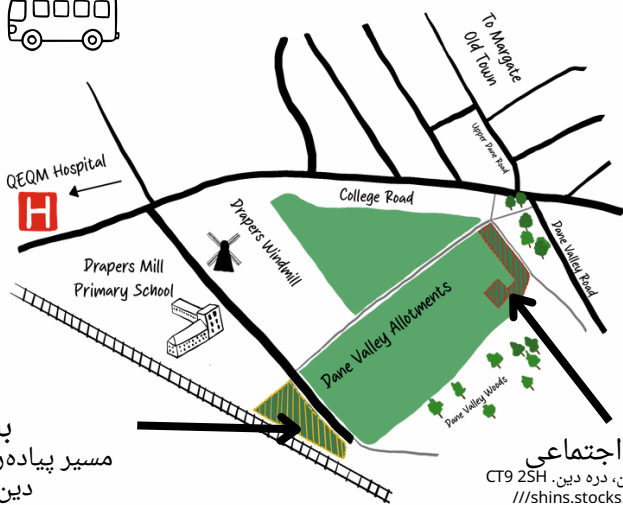 To Margate
Old Town
Upper Dane Road
QEQM Hospital
H
College Road
Drapers Windmill
Dane Valley Road
Drapers Mill
Primary School
Dane Valley Allotments
Dane Valley Woods
مسیر
دین
اجتماعی
دره دین. CT9 2SH
///shins.stocks